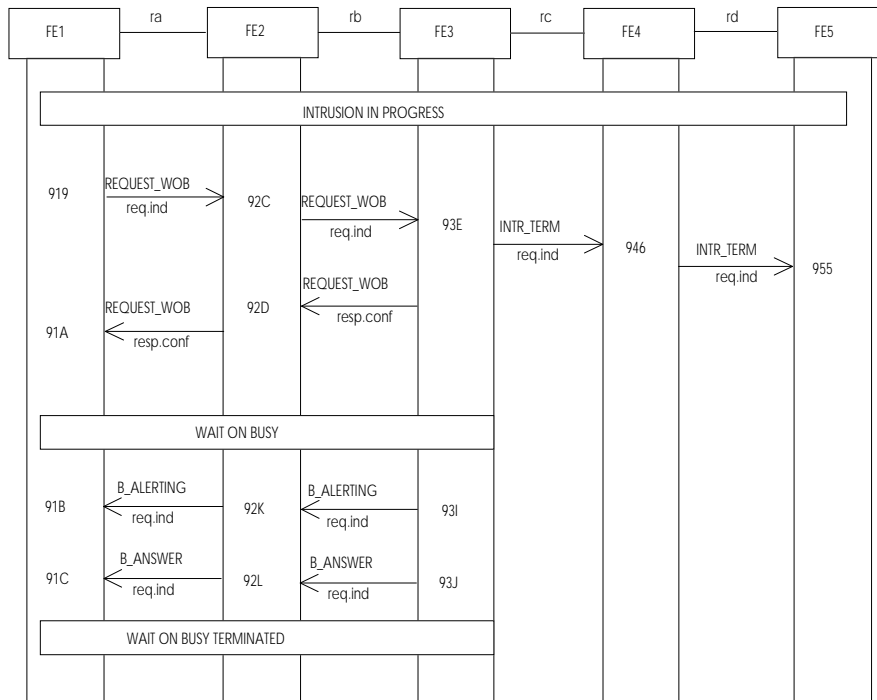 ra rb rc rd
FE1 FE2 FE3 FE4 FE5
INTRUSION IN PROGRESS
919 REQUEST_WOB req.ind 92C REQUEST_WOB req.ind 93E INTR_TERM req.ind 946 INTR_TERM req.ind 955
91A REQUEST_WOB resp.conf 92D REQUEST_WOB resp.conf
WAIT ON BUSY
91B B_ALERTING req.ind 92K B_ALERTING req.ind 93I
91C B_ANSWER req.ind 92L B_ANSWER req.ind 93J
WAIT ON BUSY TERMINATED